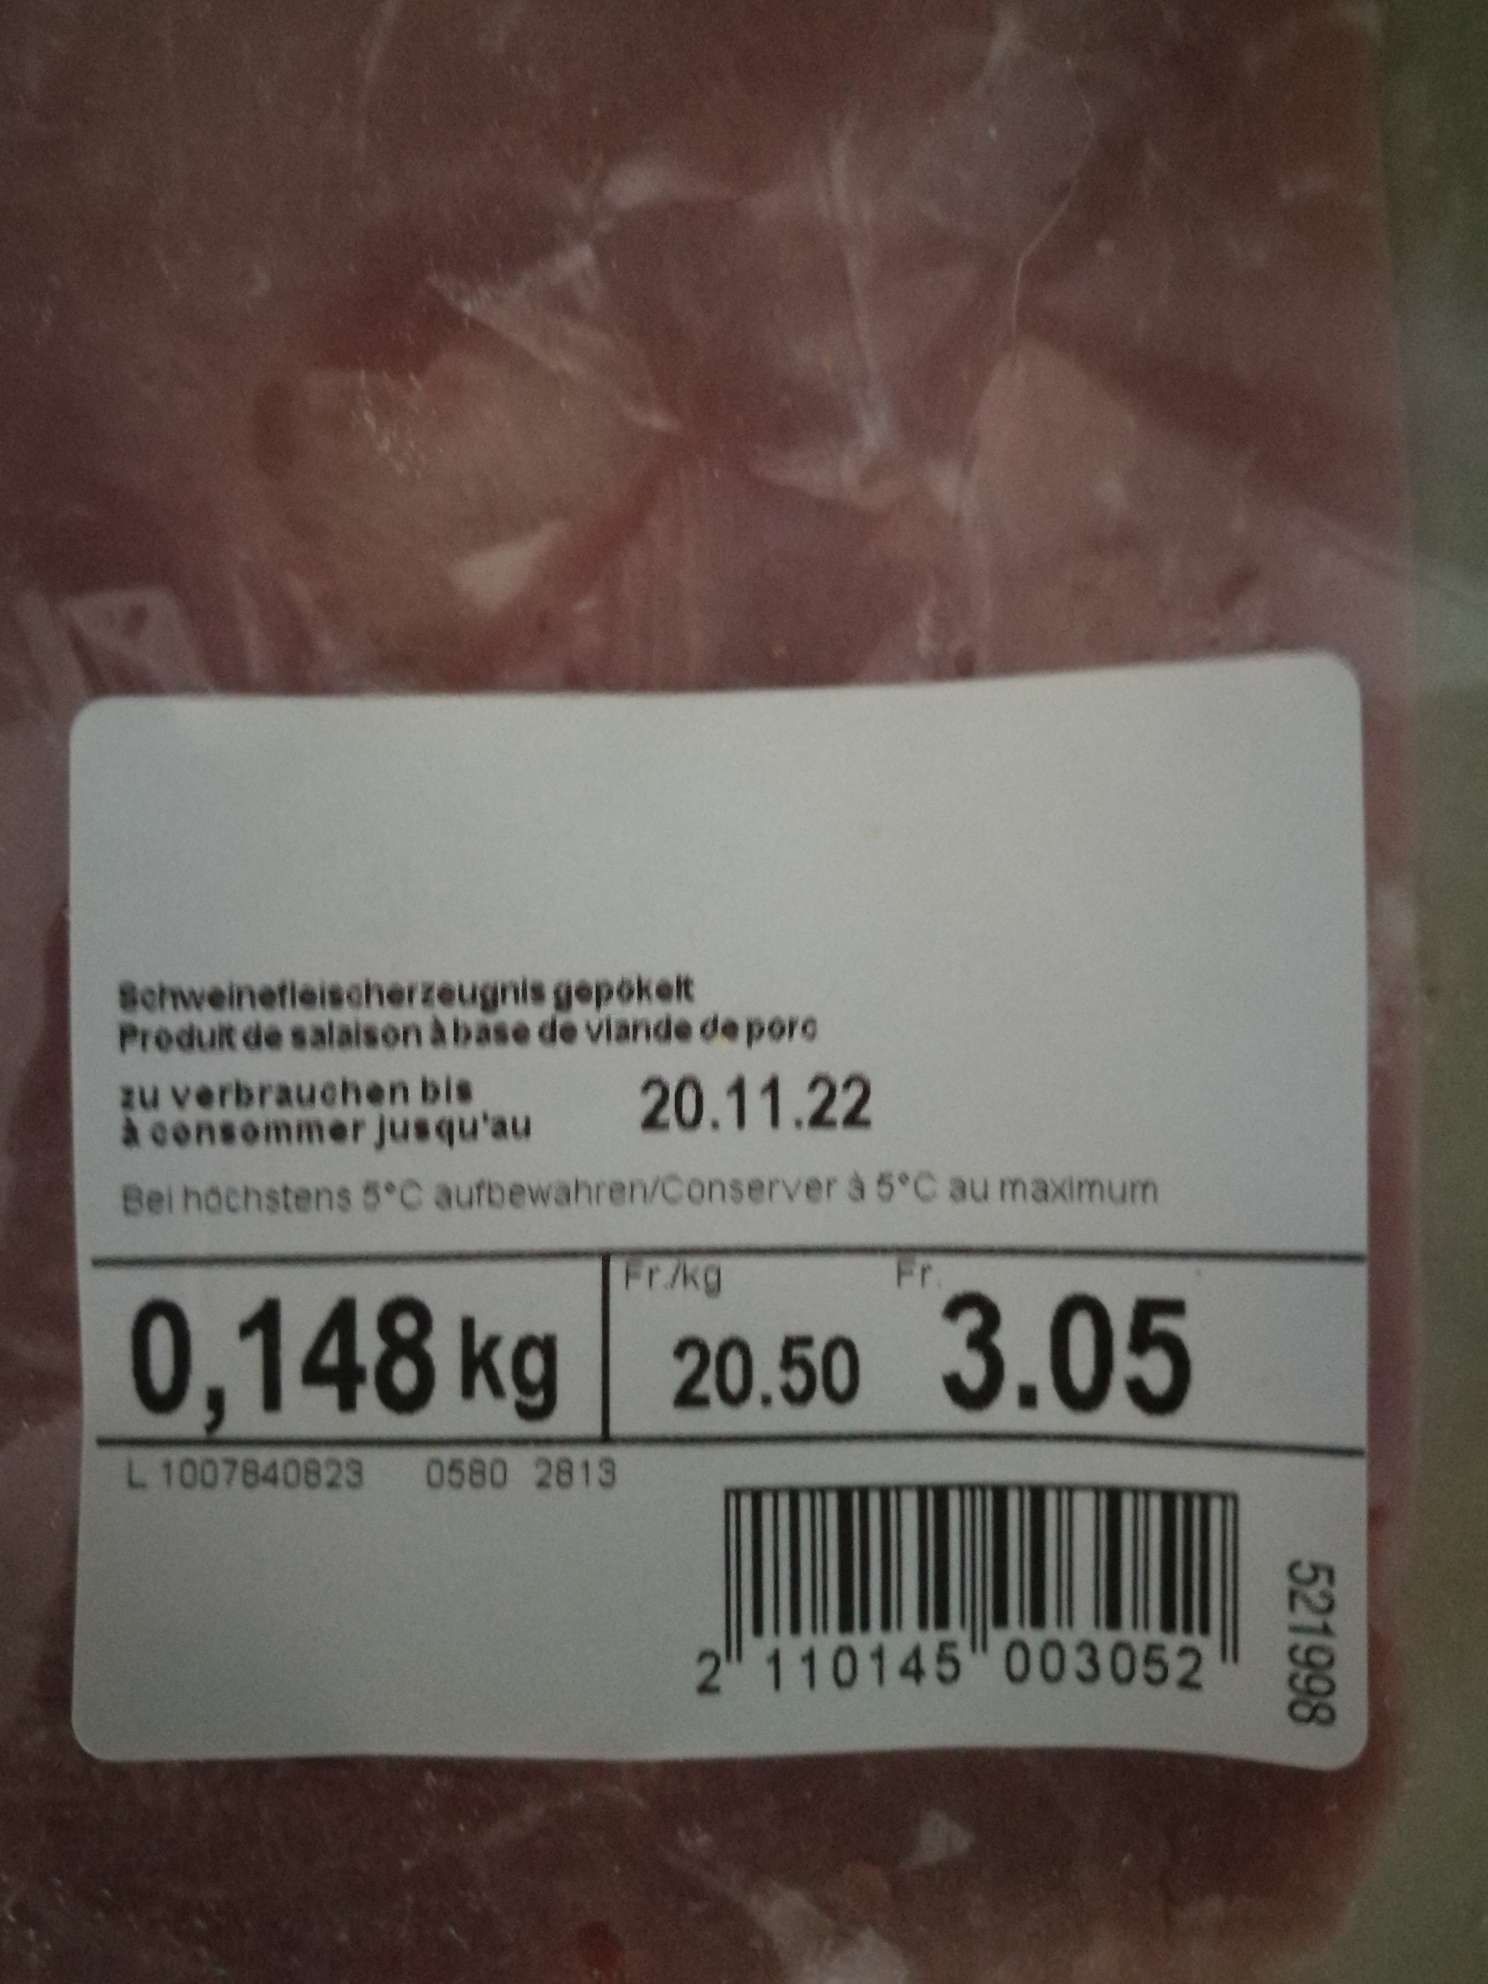 Schweinefleischerzeugnis gepökelt
Produit de salaison à base de viande de porc
zu verbrauchen bis
à consommer jusqu'au 20.11.22
Bei höchstens 5°C aufbewahren/Conserver à 5°C au maximum
Fr./kg Fr.
0,148 kg 20.50 3.05
L 1007840823 0580 2813
2 110145 003052
521998